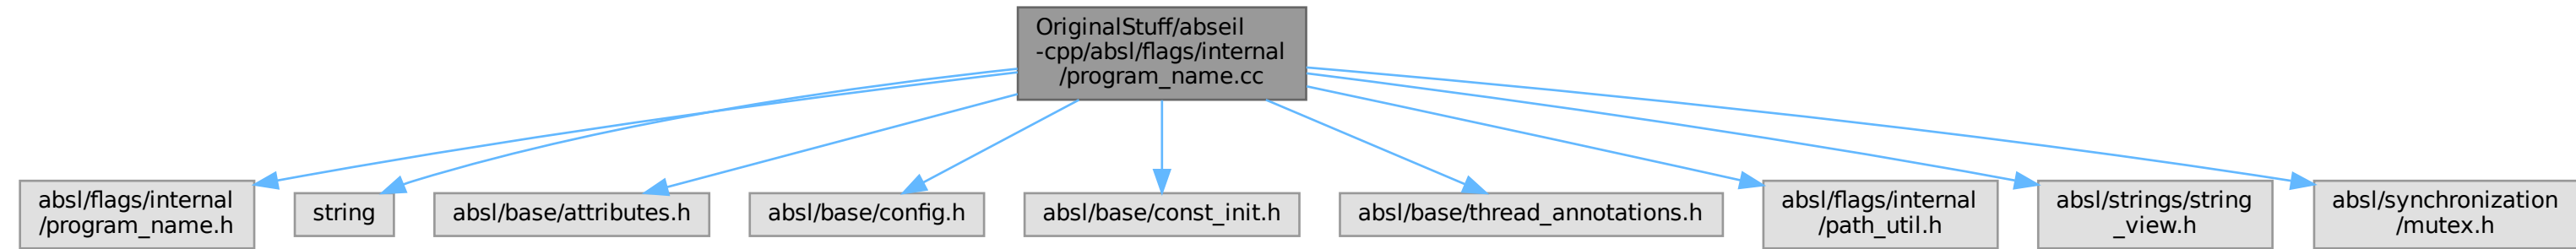 OriginalStuff/abseil
-cpp/absl/flags/internal
/program_name.cc
absl/flags/internal
/program_name.h
string
absl/base/attributes.h
absl/base/config.h
absl/base/const_init.h
absl/base/thread_annotations.h
absl/flags/internal
/path_util.h
absl/strings/string
_view.h
absl/synchronization
/mutex.h